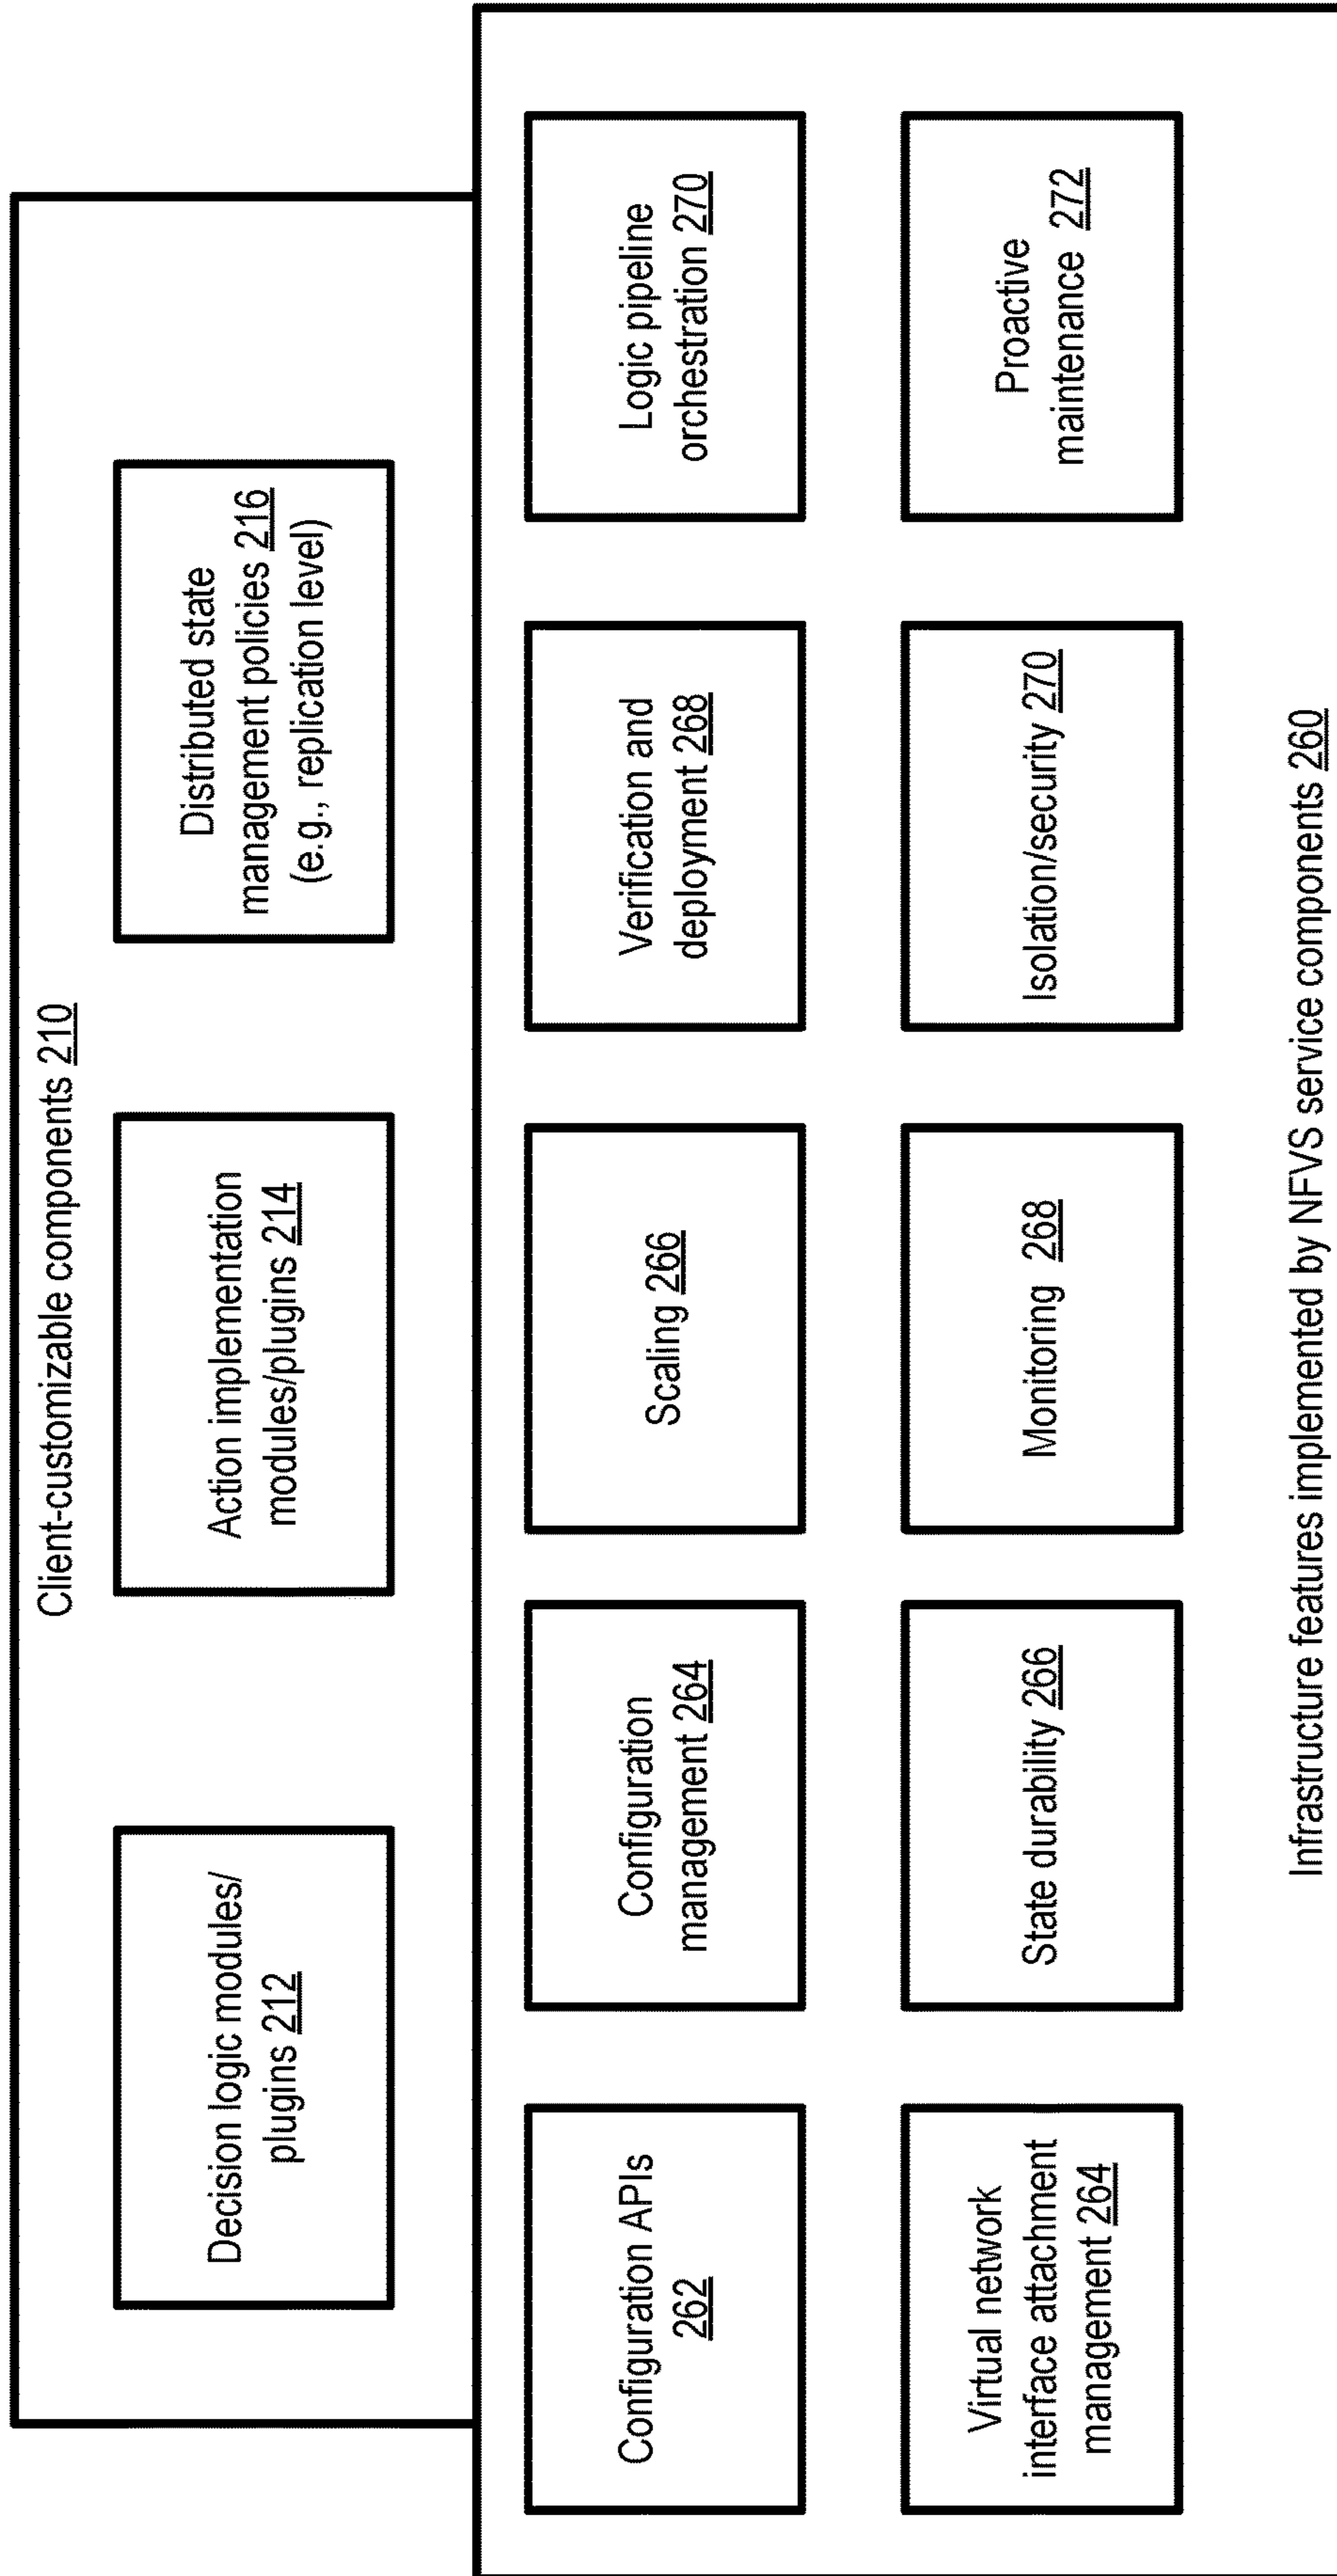 Client-customizable components 210
Decision logic modules/
plugins 212
Action implementation
modules/plugins 214
Distributed state
management policies 216
(e.g., replication level)
Configuration APIs
262
Configuration
management 264
Scaling 266
Verification and
deployment 268
Logic pipeline
orchestration 270
Virtual network
interface attachment
management 264
State durability 266
Monitoring 268
Isolation/security 270
Proactive
maintenance 272
Infrastructure features implemented by NFVS service components 260